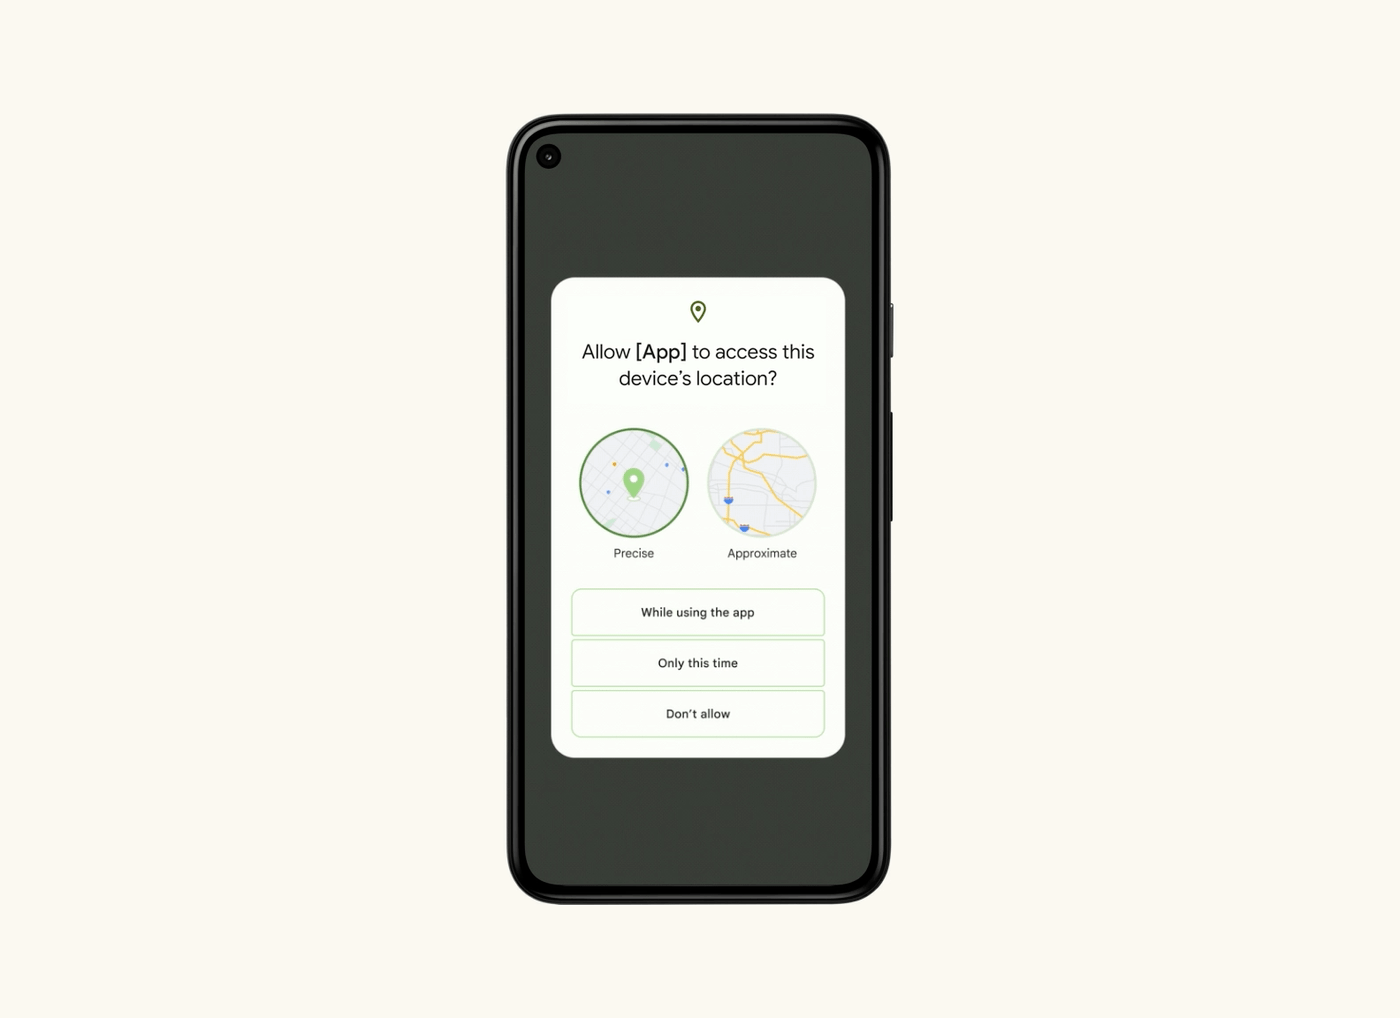 Allow [App] to access this
device’s location?
Precise
Approximate
While using the app
Only this time
Don’t allow